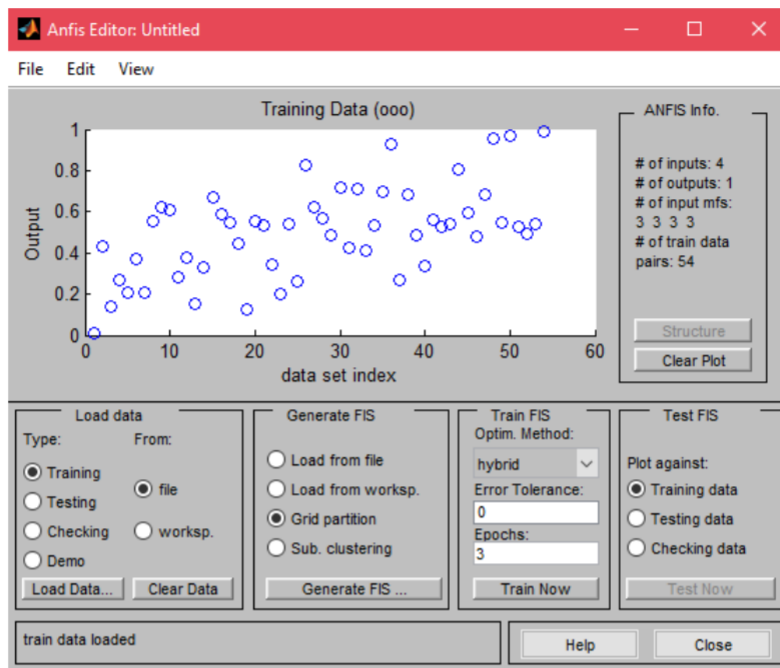 Anfis Editor: Untitled
File Edit View
Training Data (ooo)
1
0.8
0.6
0.4
0.2
0
Output
0 10 20 30 40 50 60
data set index
ANFIS Info.
# of inputs: 4
# of outputs: 1
# of input mfs:
3 3 3 3
# of train data
pairs: 54
Structure
Clear Plot
Load data
Type: From:
Training
file
Testing
Checking
worksp.
Demo
Load Data... Clear Data
Generate FIS
Load from file
Load from worksp.
Grid partition
Sub. clustering
Generate FIS ...
Train FIS
Optim. Method:
hybrid
Error Tolerance:
0
Epochs:
3
Train Now
Test FIS
Plot against:
Training data
Testing data
Checking data
Test Now
train data loaded
Help Close